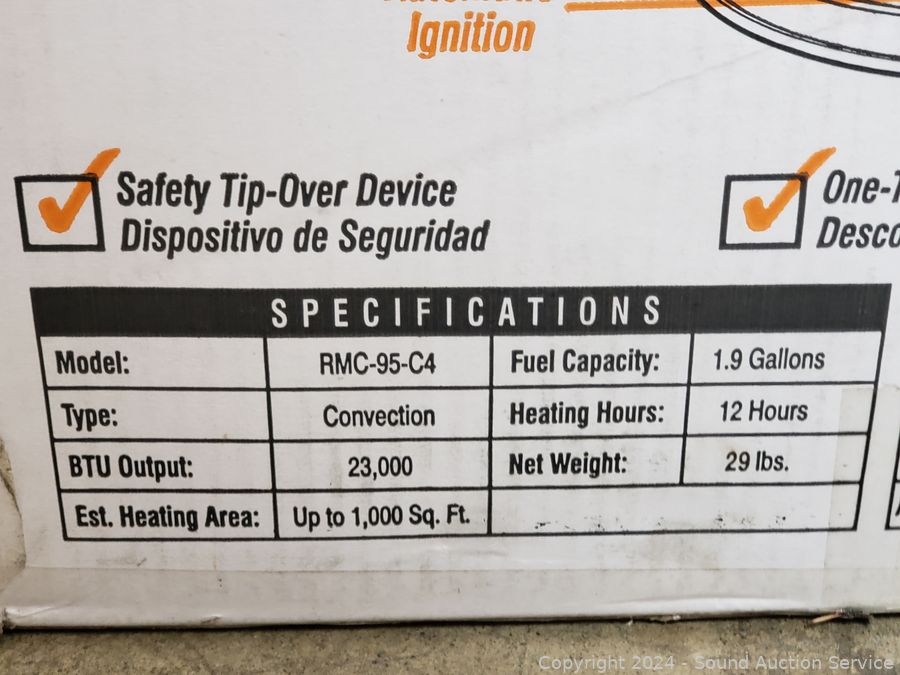 Ignition
Safety Tip-Over Device
Dispositivo de Seguridad
SPECIFICATIONS
Model: RMC-95-C4 Fuel Capacity: 1.9 Gallons
Type: Convection Heating Hours: 12 Hours
BTU Output: 23,000 Net Weight: 29 lbs.
Est. Heating Area: Up to 1,000 Sq. Ft.
Copyright 2024 - Sound Auction Service